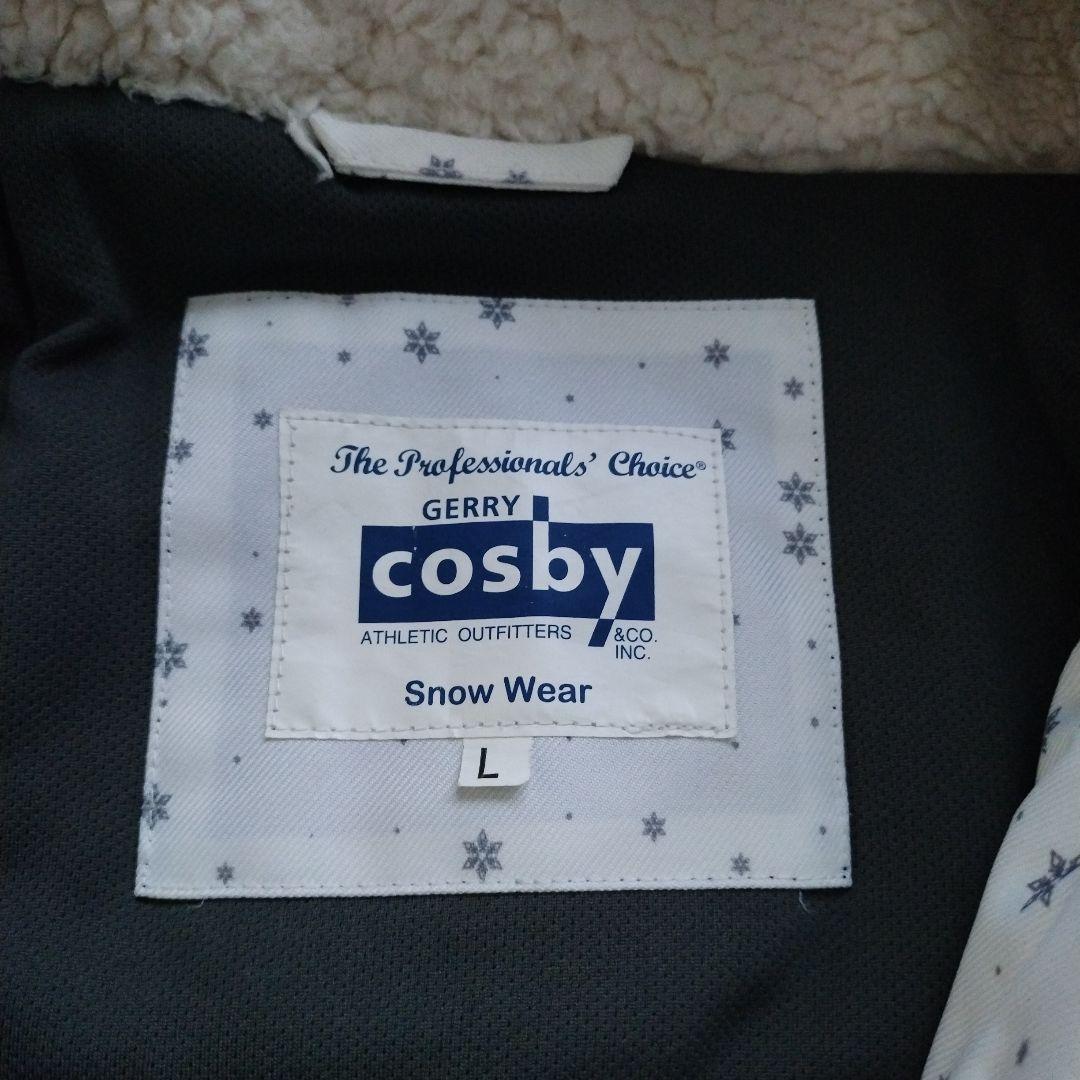 The Professionals' Choice®
GERRY
cosby
ATHLETIC OUTFITTERS &CO.
INC.
Snow Wear
L